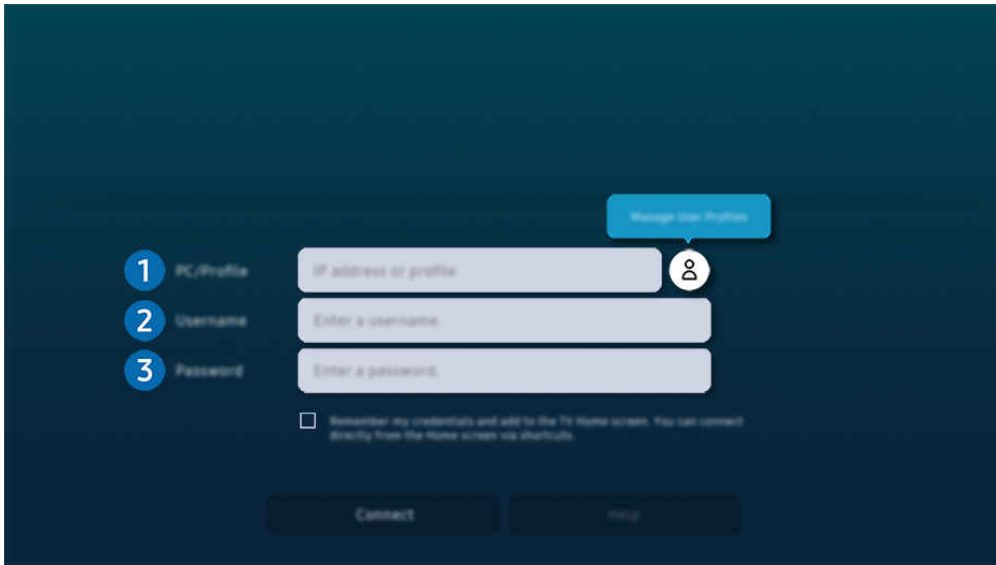 Manage User Profiles
1 PC/Profile IP address or profile
2 Username Enter a username.
3 Password Enter a password.
Remember my credentials and add to the TV Home screen. You can connect
directly from the Home screen via shortcuts.
Connect Help